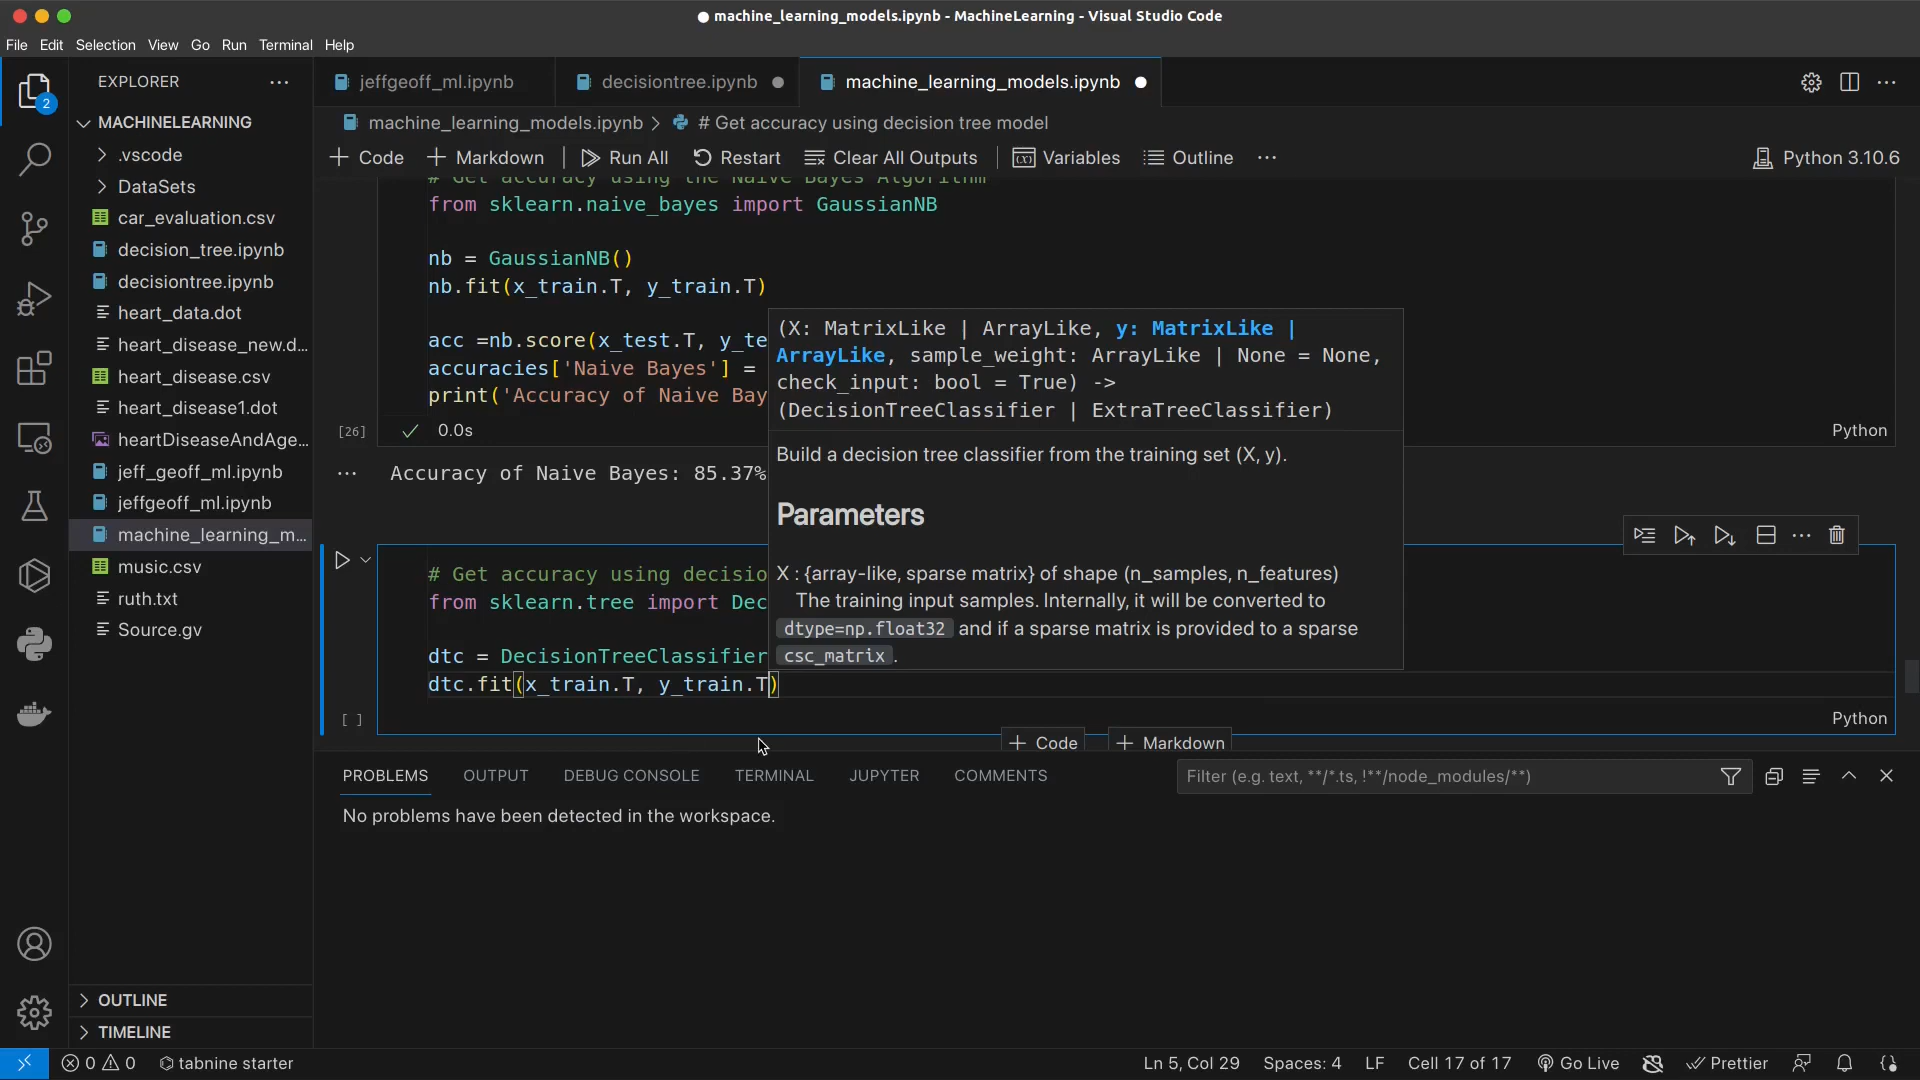 machine_learning_models.ipynb - MachineLearning - Visual Studio Code
File Edit Selection View Go Run Terminal Help
EXPLORER
2
MACHINELEARNING
.vscode
DataSets
car_evaluation.csv
decision_tree.ipynb
decisiontree.ipynb
heart_data.dot
heart_disease_new.d...
heart_disease.csv
heart_disease1.dot
heartDiseaseAndAge...
jeff_geoff_ml.ipynb
jeffgeoff_ml.ipynb
machine_learning_m...
music.csv
ruth.txt
Source.gv
OUTLINE
TIMELINE
jeffgeoff_ml.ipynb decisiontree.ipynb machine_learning_models.ipynb
machine_learning_models.ipynb > # Get accuracy using decision tree model
+ Code + Markdown Run All Restart Clear All Outputs (x) Variables Outline ... Python 3.10.6
# Get accuracy using the Naive Bayes Algorithm
from sklearn.naive_bayes import GaussianNB
nb = GaussianNB()
nb.fit(x_train.T, y_train.T)
acc =nb.score(x_test.T, y_te
accuracies['Naive Bayes'] =
print('Accuracy of Naive Bay
[26] 0.0s
Python
... Accuracy of Naive Bayes: 85.37%
(X: MatrixLike | ArrayLike, y: MatrixLike |
ArrayLike, sample_weight: ArrayLike | None = None,
check_input: bool = True) ->
(DecisionTreeClassifier | ExtraTreeClassifier)
Build a decision tree classifier from the training set (X, y).
Parameters
X : {array-like, sparse matrix} of shape (n_samples, n_features)
The training input samples. Internally, it will be converted to
dtype=np.float32 and if a sparse matrix is provided to a sparse
csc_matrix .
# Get accuracy using decisio
from sklearn.tree import Dec
dtc = DecisionTreeClassifier
dtc.fit(x_train.T, y_train.T)
[ ]
Python
+ Code + Markdown
PROBLEMS OUTPUT DEBUG CONSOLE TERMINAL JUPYTER COMMENTS
Filter (e.g. text, **/*.ts, !**/node_modules/**)
No problems have been detected in the workspace.
0 0 tabnine starter Ln 5, Col 29 Spaces: 4 LF Cell 17 of 17 Go Live Prettier